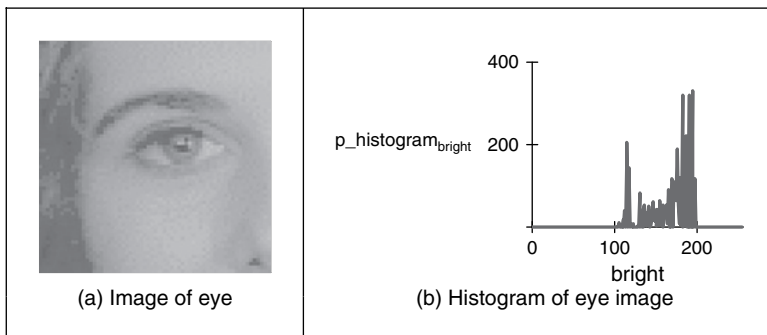 400
p_histogram_bright 200
0 100 200
bright
(a) Image of eye
(b) Histogram of eye image